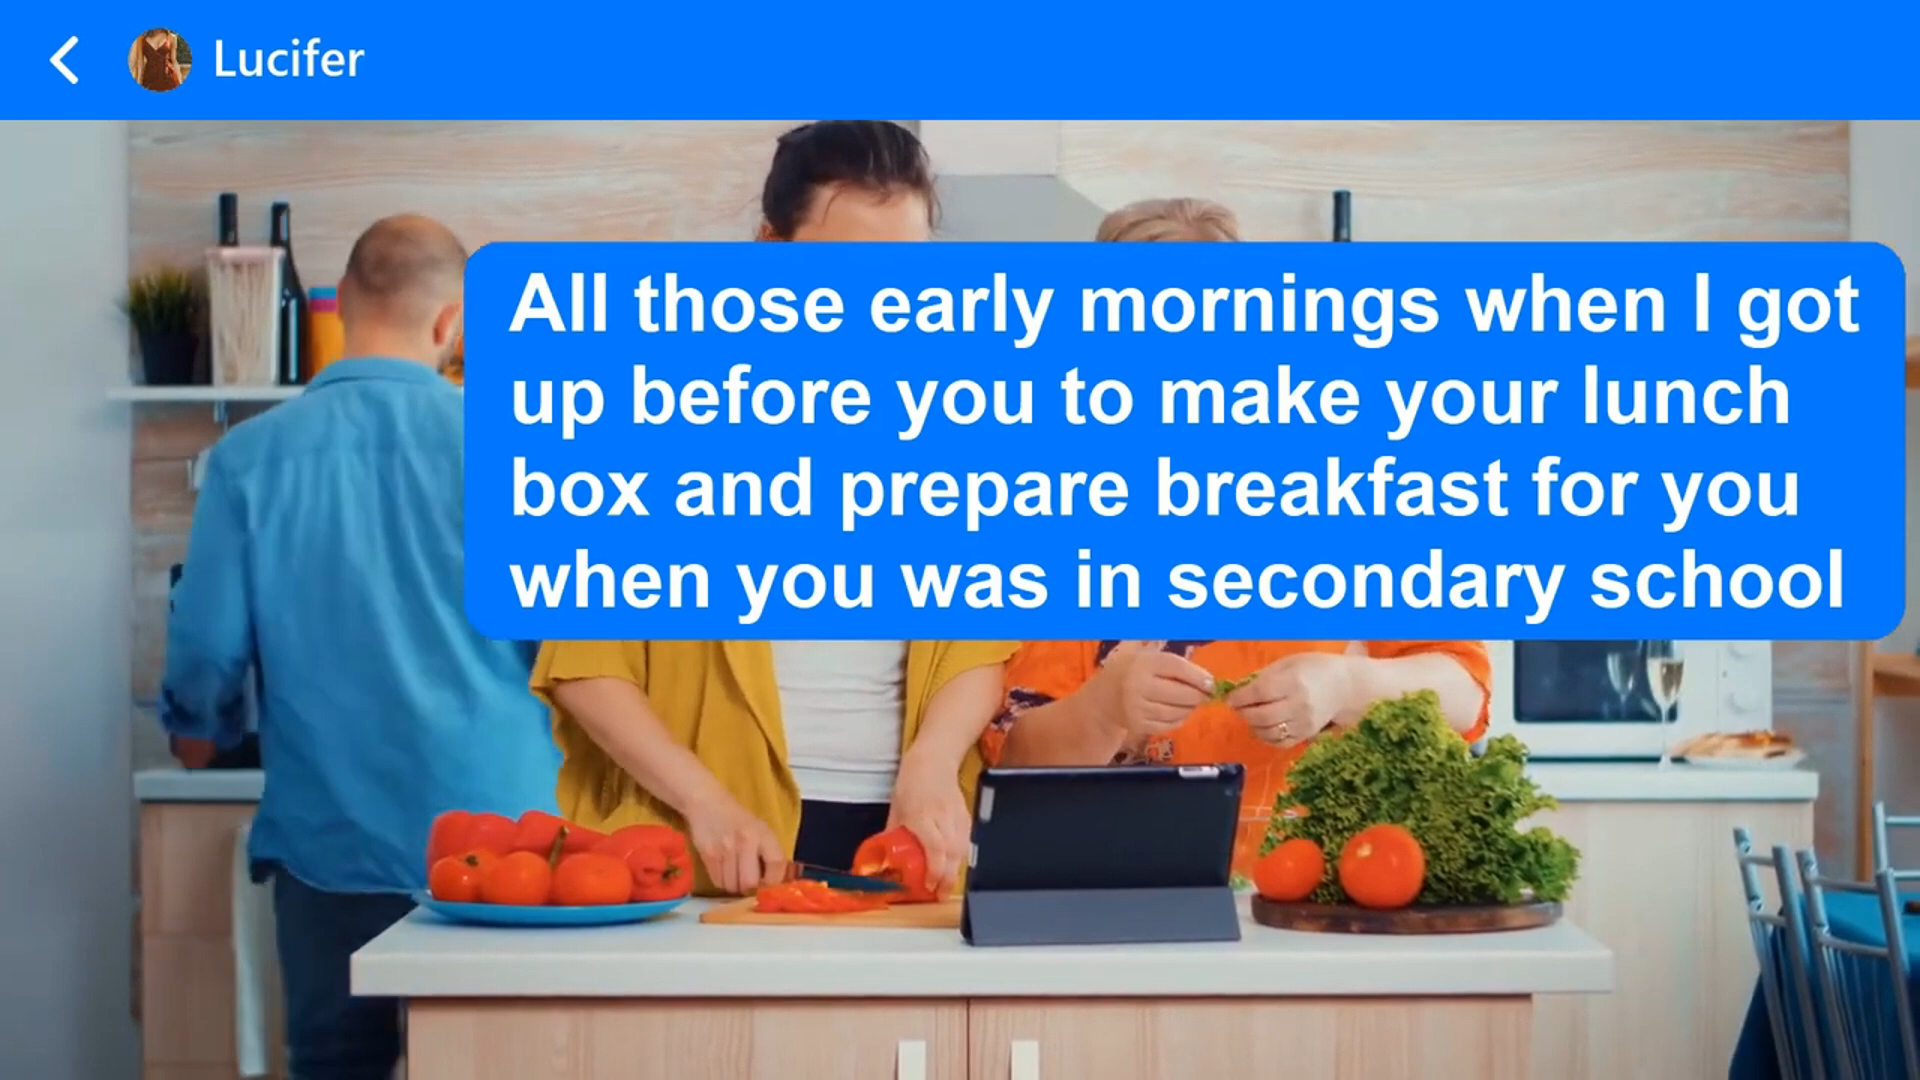 Lucifer
All those early mornings when I got
up before you to make your lunch
box and prepare breakfast for you
when you was in secondary school